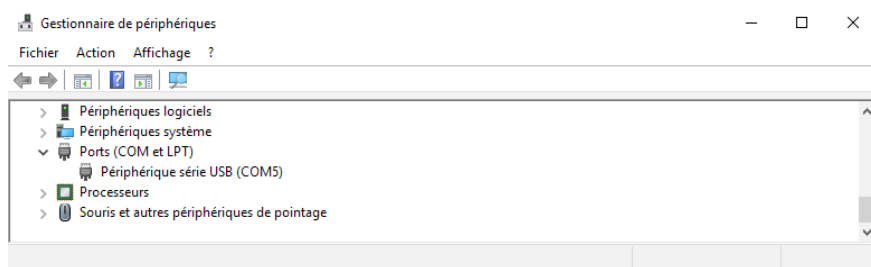 Gestionnaire de périphériques
Fichier Action Affichage ?
Périphériques logiciels
Périphériques système
Ports (COM et LPT)
Périphérique série USB (COM5)
Processeurs
Souris et autres périphériques de pointage